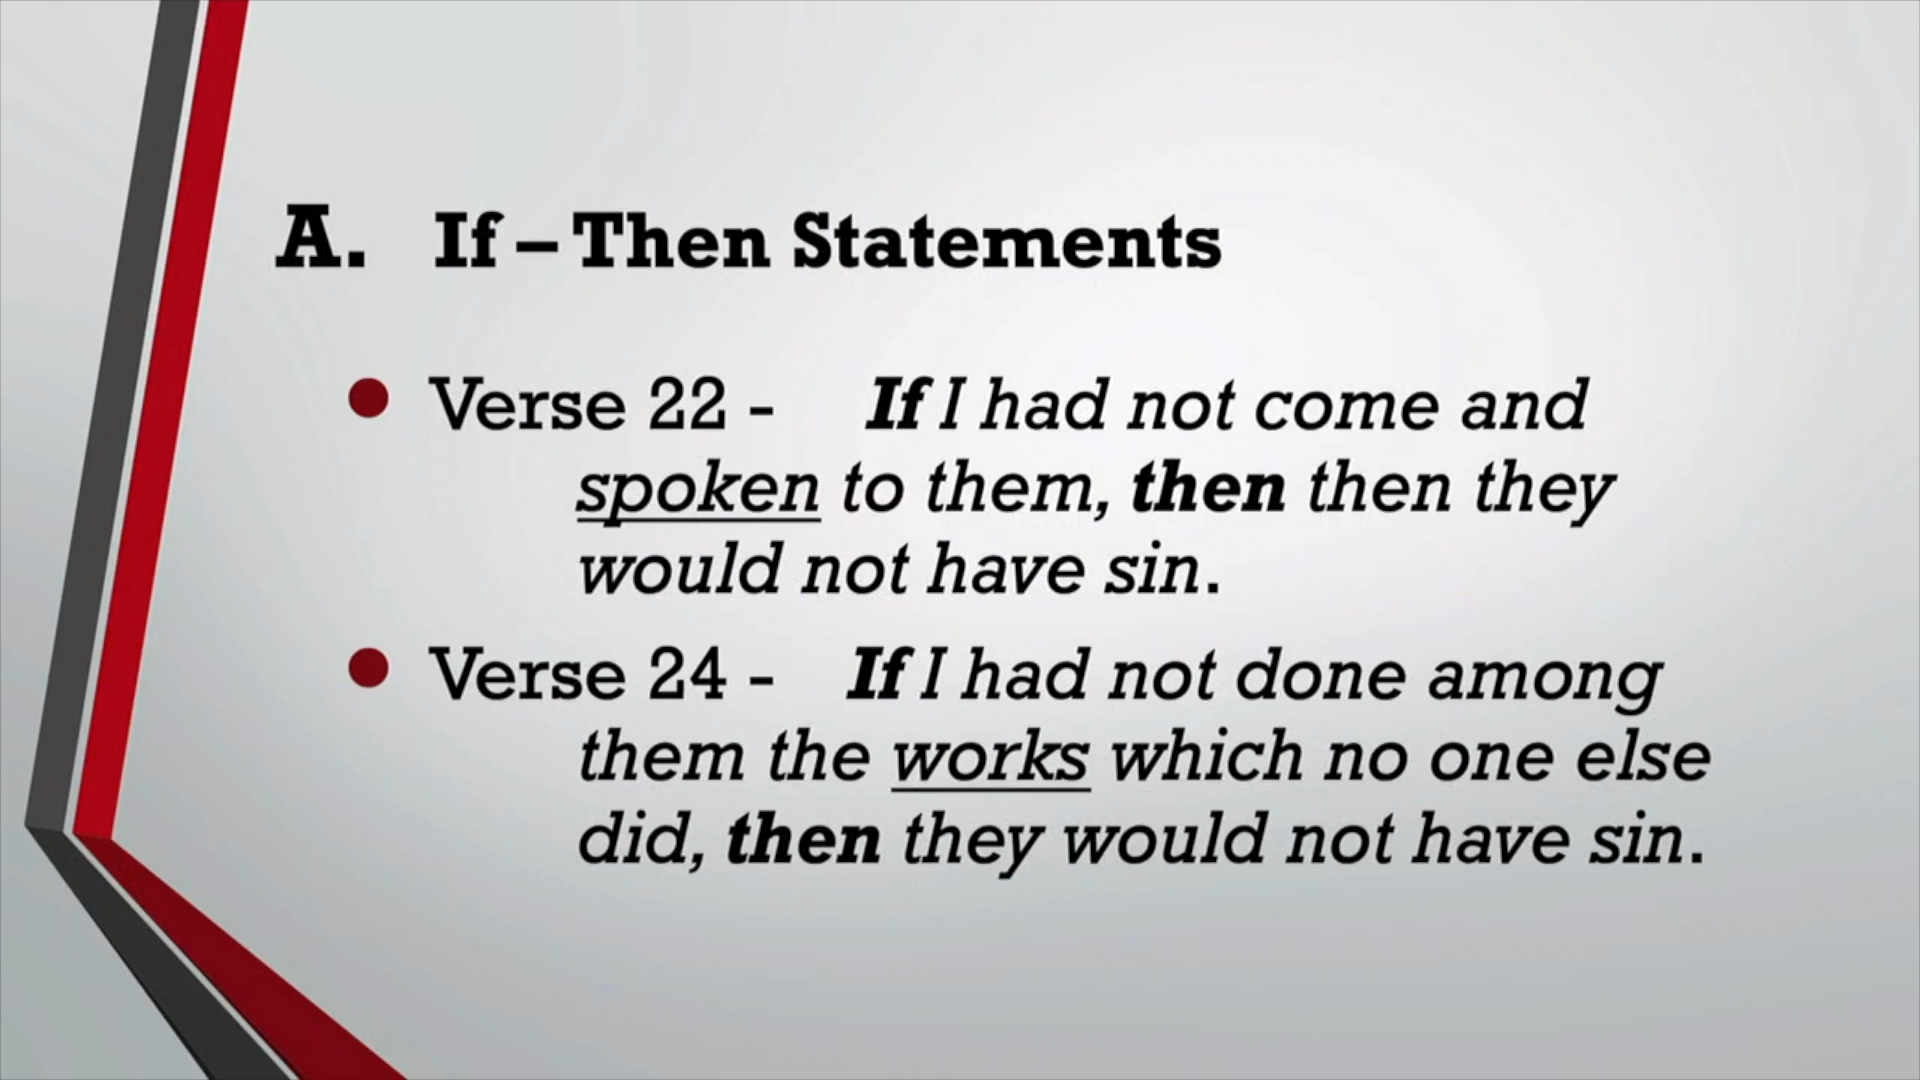 A. If – Then Statements
Verse 22 - If I had not come and
spoken to them, then then they
would not have sin.
Verse 24 - If I had not done among
them the works which no one else
did, then they would not have sin.